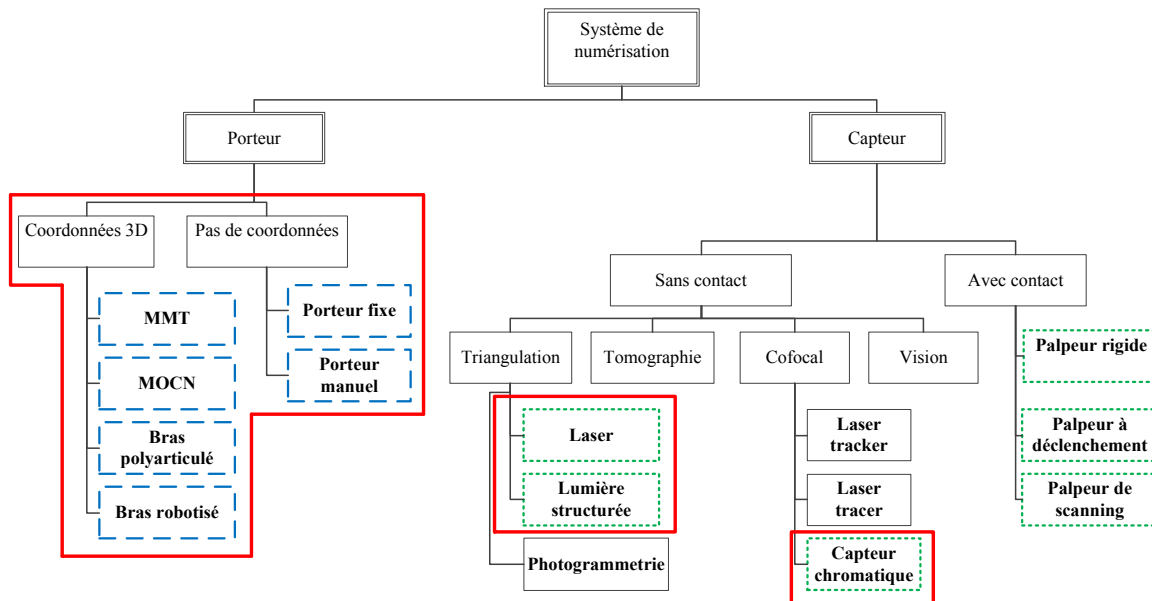 Système de
numérisation
Porteur
Capteur
Coordonnées 3D
Pas de coordonnées
MMT
MOCN
Bras
polyarticulé
Bras robotisé
Porteur fixe
Porteur
manuel
Sans contact
Avec contact
Triangulation
Tomographie
Cofocal
Vision
Laser
Lumière
structurée
Photogrammetrie
Laser
tracker
Laser
tracer
Capteur
chromatique
Palpeur rigide
Palpeur à
déclenchement
Palpeur de
scanning